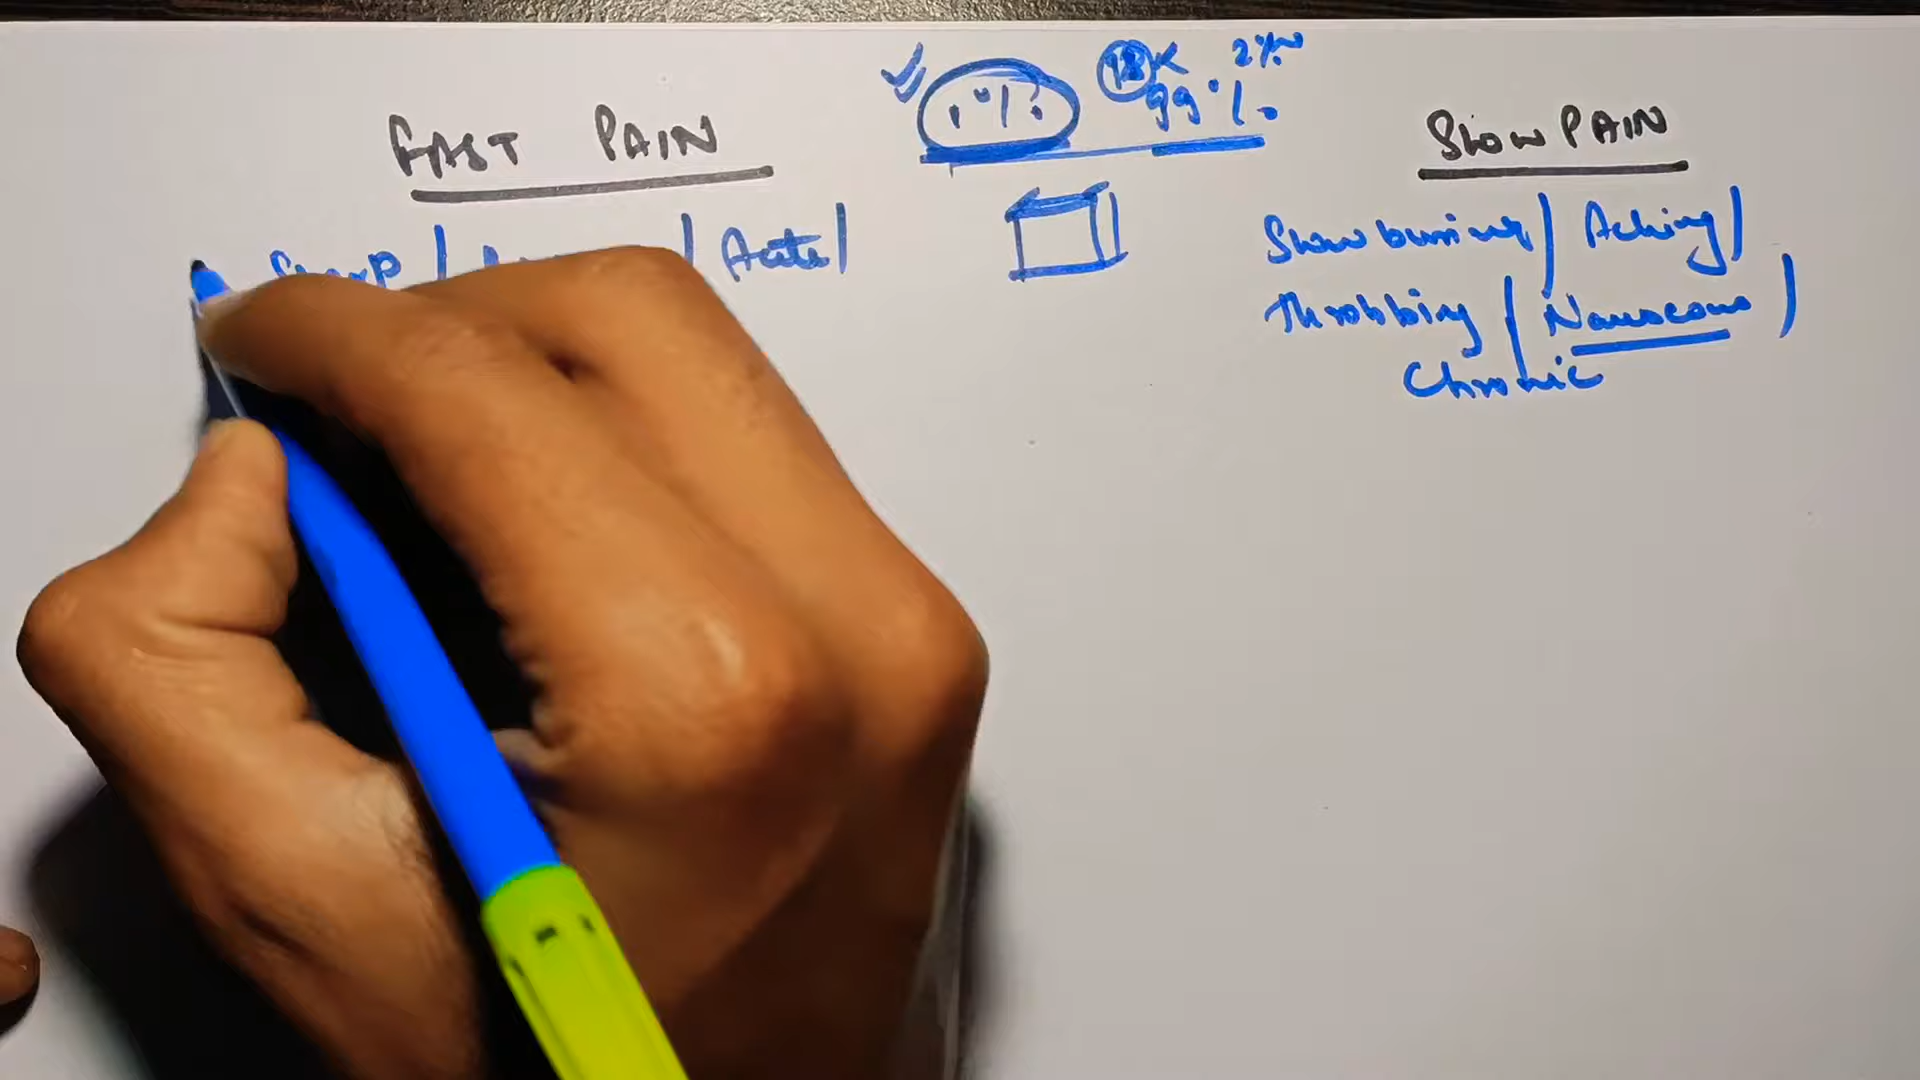 FAST PAIN
Sharp / / Acute/
1% 18K 2%
99%
Slow PAIN
Slow burning/ Aching/
Throbbing / Nauseous /
Chronic